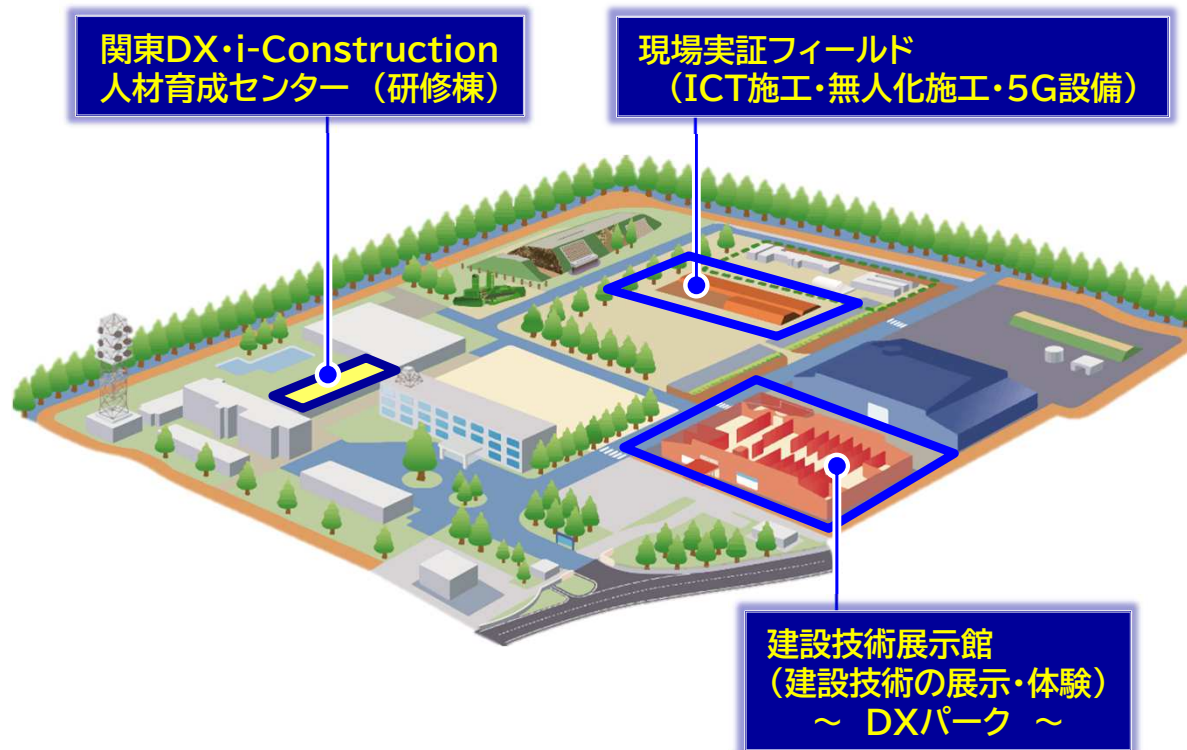 関東DX・i-Construction
人材育成センター （研修棟）
現場実証フィールド
（ICT施工・無人化施工・5G設備）
建設技術展示館
（建設技術の展示・体験）
～ DXパーク ～